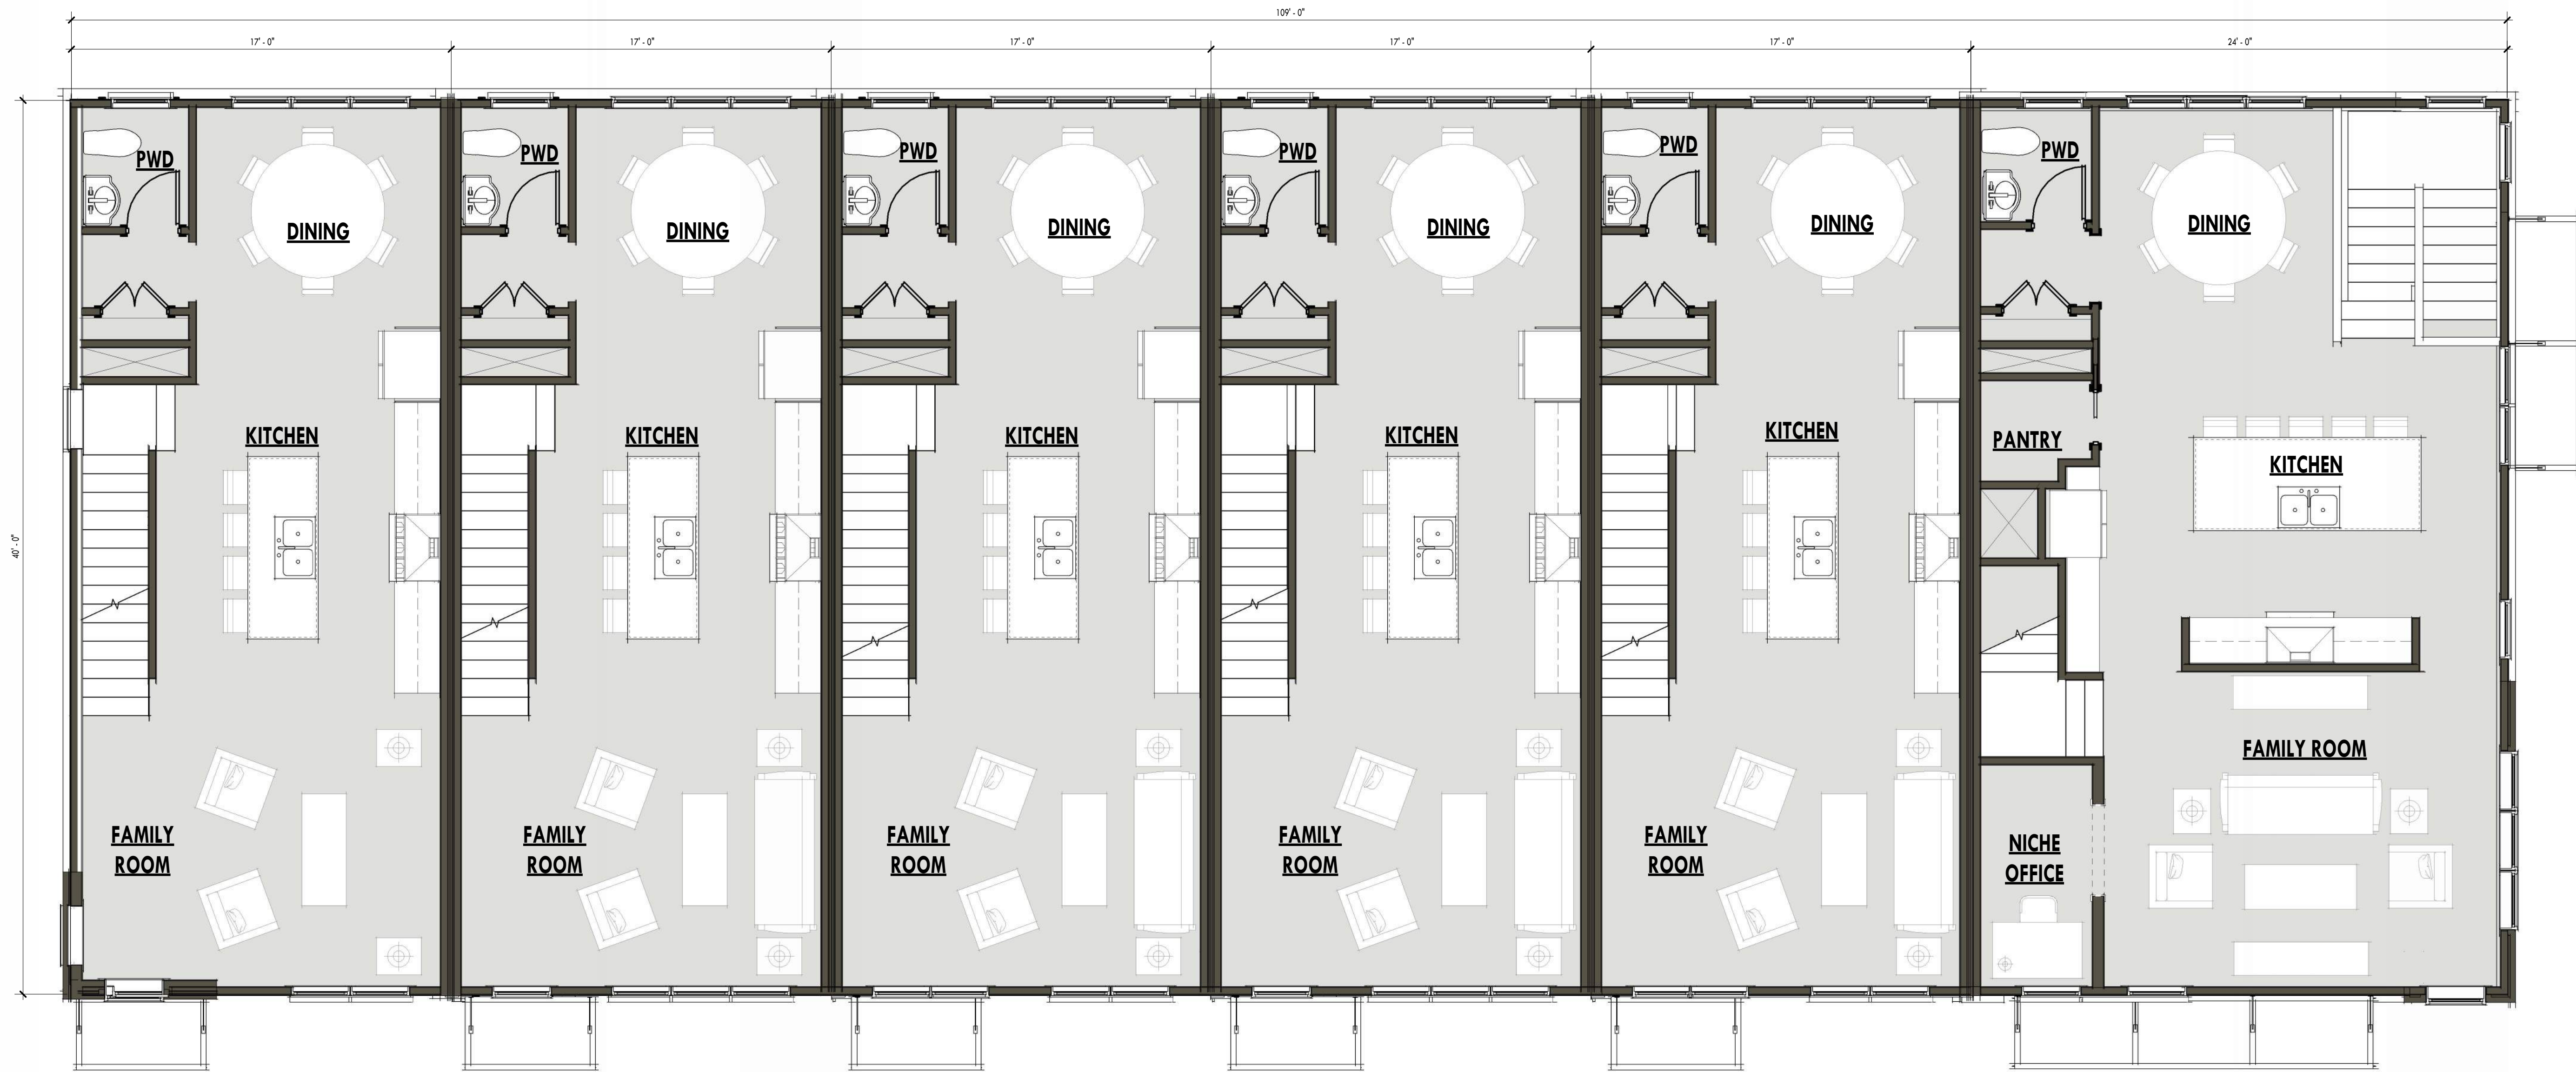 109' - 0"
17' - 0"
17' - 0"
17' - 0"
17' - 0"
17' - 0"
24' - 0"
40' - 0"
PWD
PWD
PWD
PWD
PWD
PWD
DINING
DINING
DINING
DINING
DINING
DINING
KITCHEN
KITCHEN
KITCHEN
KITCHEN
KITCHEN
PANTRY
KITCHEN
FAMILY ROOM
FAMILY
ROOM
FAMILY
ROOM
FAMILY
ROOM
FAMILY
ROOM
FAMILY
ROOM
NICHE
OFFICE